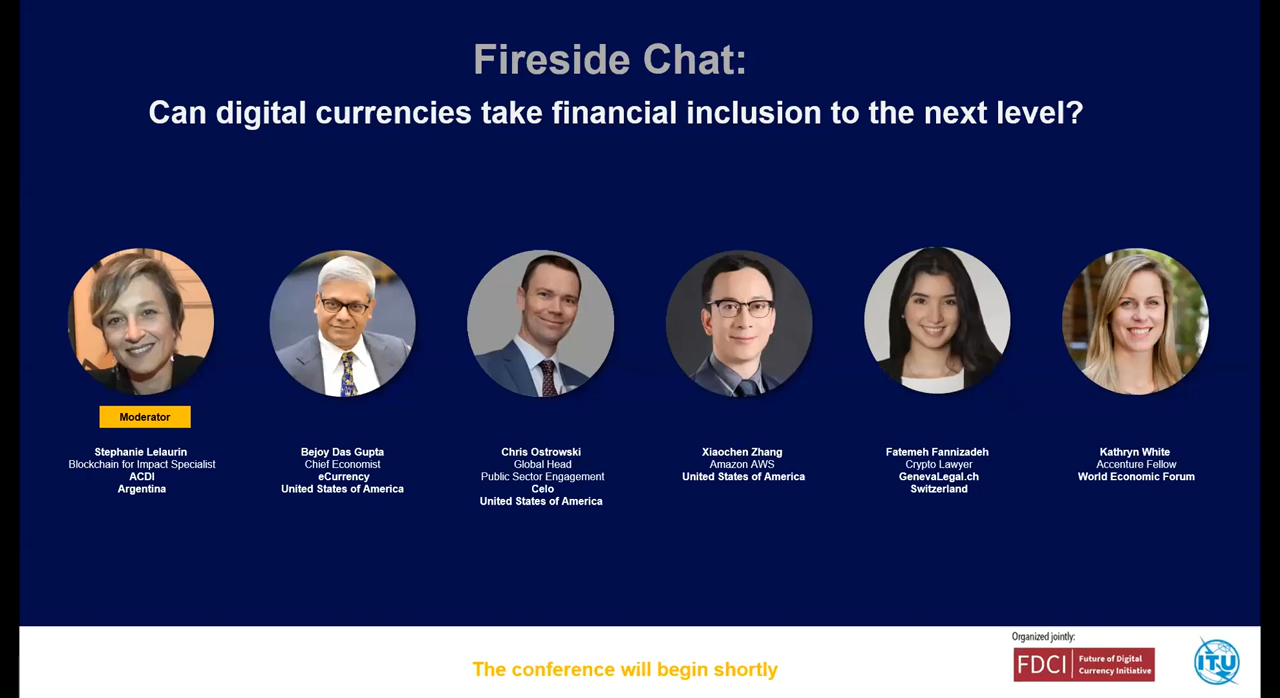 Fireside Chat:
Can digital currencies take financial inclusion to the next level?
Moderator
Stephanie Lelaurin
Blockchain for Impact Specialist
ACDI
Argentina
Bejoy Das Gupta
Chief Economist
eCurrency
United States of America
Chris Ostrowski
Global Head
Public Sector Engagement
Celo
United States of America
Xiaochen Zhang
Amazon AWS
United States of America
Fatemeh Fannizadeh
Crypto Lawyer
GenevaLegal.ch
Switzerland
Kathryn White
Accenture Fellow
World Economic Forum
The conference will begin shortly
Organized jointly:
FDCI
Future of Digital
Currency Initiative
ITU